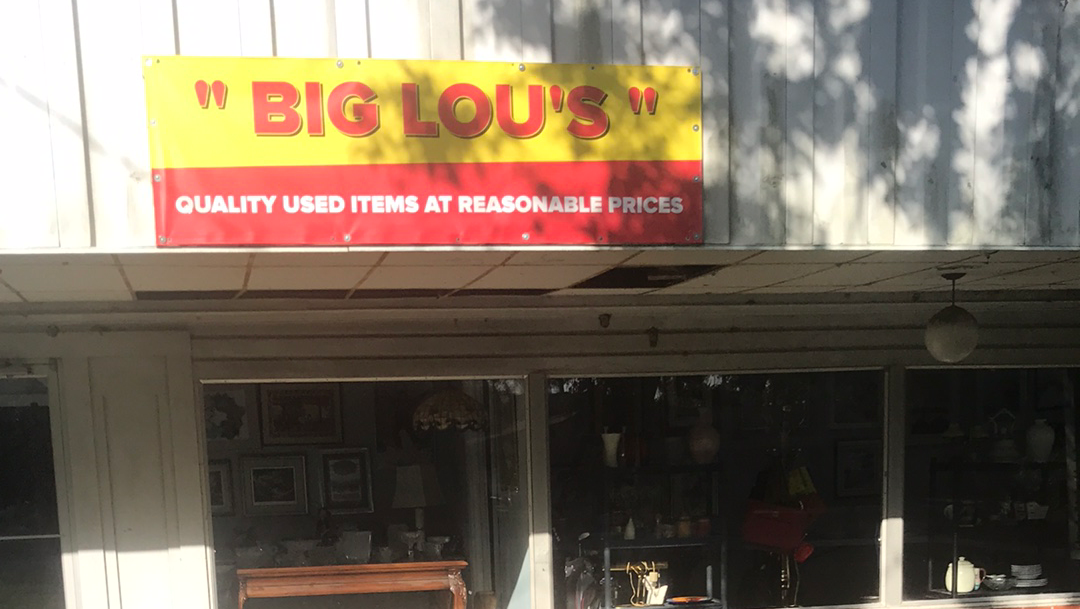 " BIG LOU'S "
QUALITY USED ITEMS AT REASONABLE PRICES